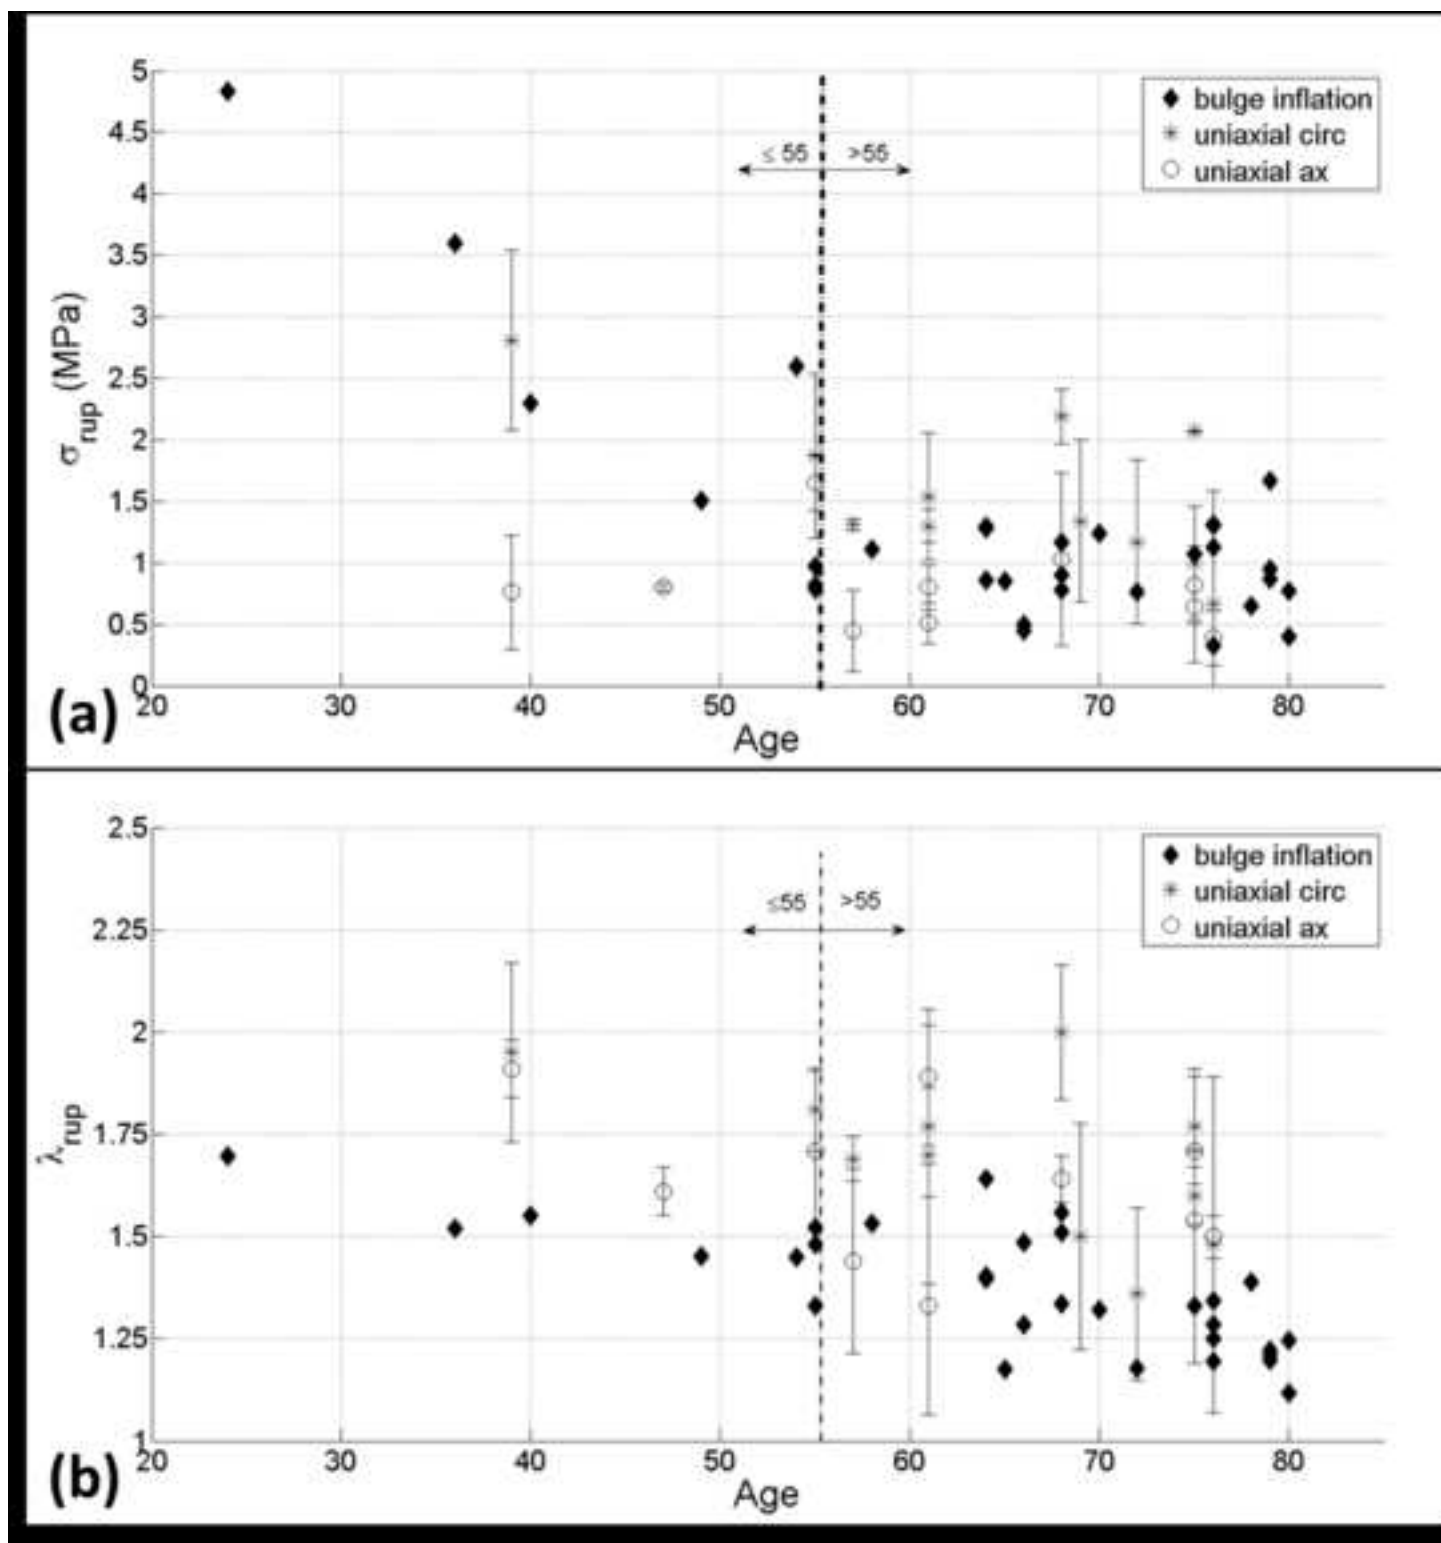 5
4.5
4
3.5
3
2.5
2
1.5
1
0.5
0
σrup (MPa)
≤ 55 >55
bulge inflation
uniaxial circ
uniaxial ax
20 30 40 50 60 70 80
Age
(a)
2.5
2.25
2
1.75
1.5
1.25
1
λrup
≤55 >55
bulge inflation
uniaxial circ
uniaxial ax
20 30 40 50 60 70 80
Age
(b)